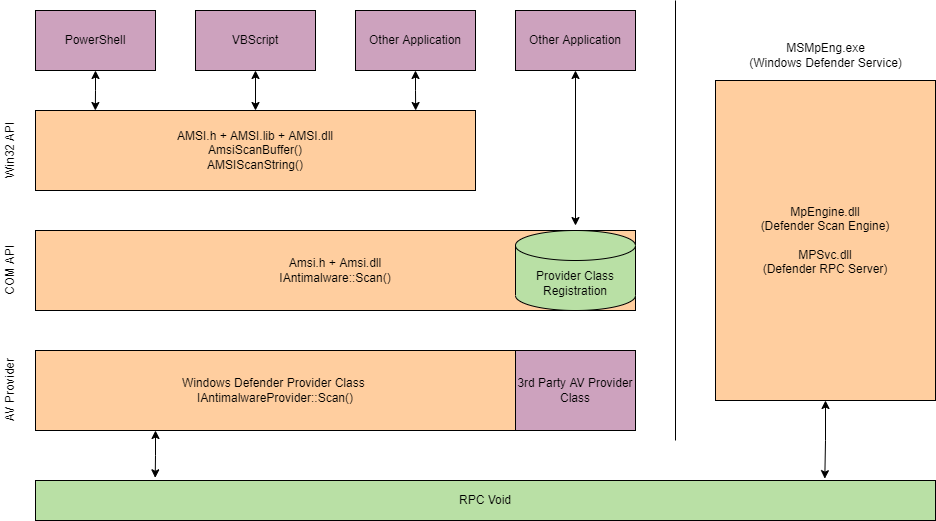 PowerShell
VBScript
Other Application
Other Application
MSMpEng.exe
(Windows Defender Service)
Win32 API
AMSI.h + AMSI.lib + AMSI.dll
AmsiScanBuffer()
AMSIScanString()
MpEngine.dll
(Defender Scan Engine)
MPSvc.dll
(Defender RPC Server)
COM API
Amsi.h + Amsi.dll
IAntimalware::Scan()
Provider Class
Registration
AV Provider
Windows Defender Provider Class
IAntimalwareProvider::Scan()
3rd Party AV Provider
Class
RPC Void